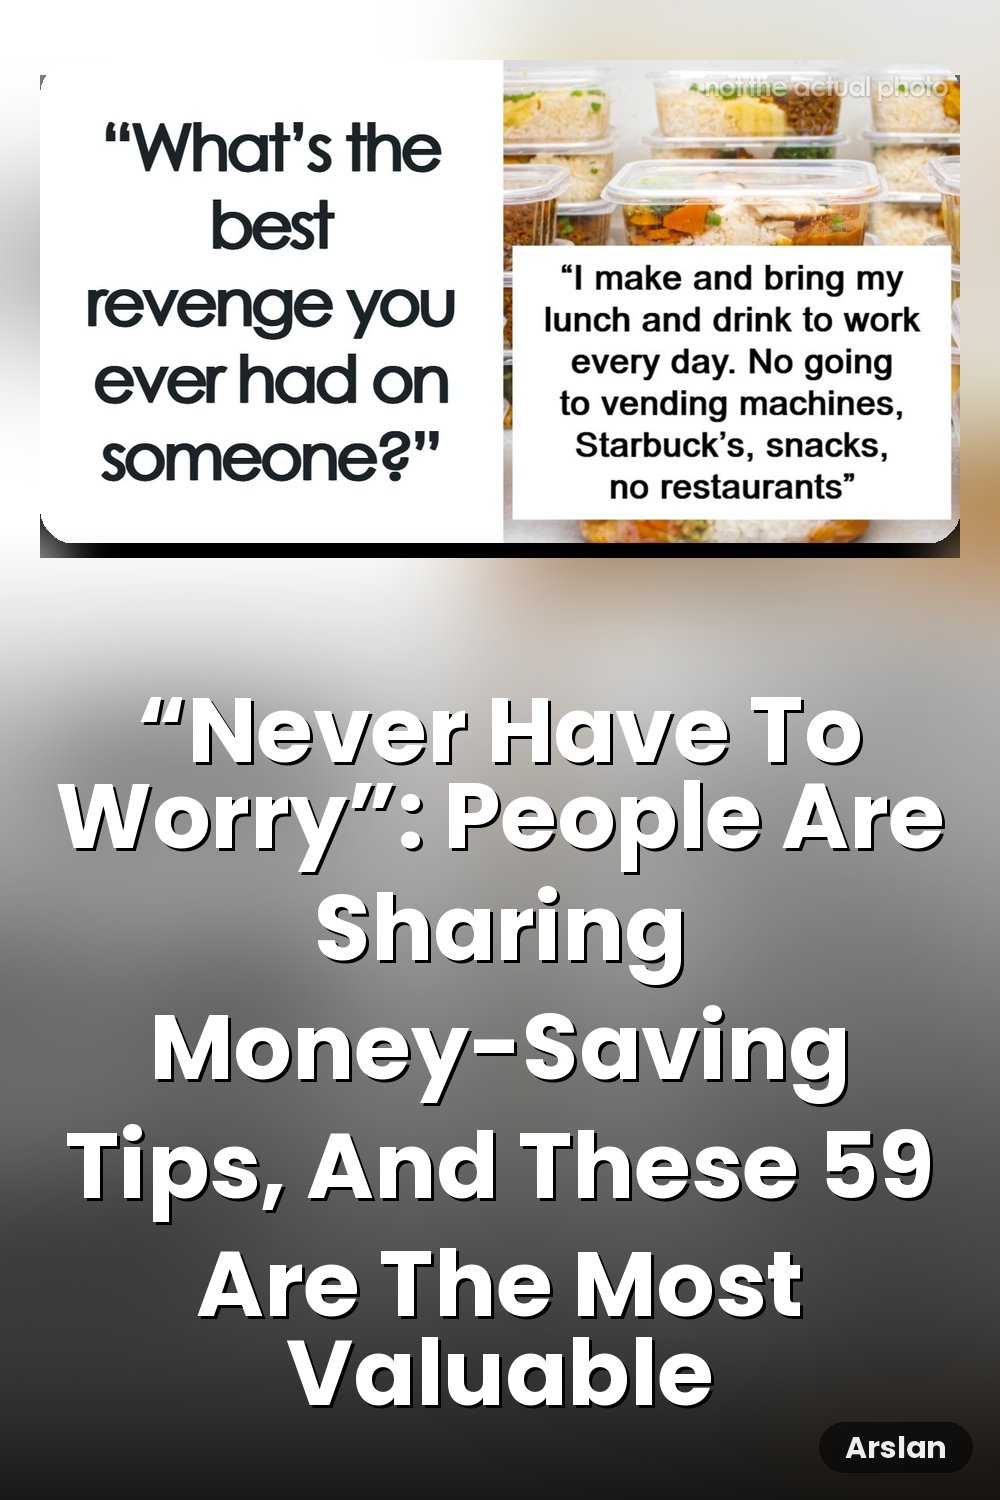 “What’s the
best
revenge you
ever had on
someone?”
not the actual photo
“I make and bring my
lunch and drink to work
every day. No going
to vending machines,
Starbuck’s, snacks,
no restaurants”
“Never Have To
Worry”: People Are
Sharing
Money-Saving
Tips, And These 59
Are The Most
Valuable
Arslan